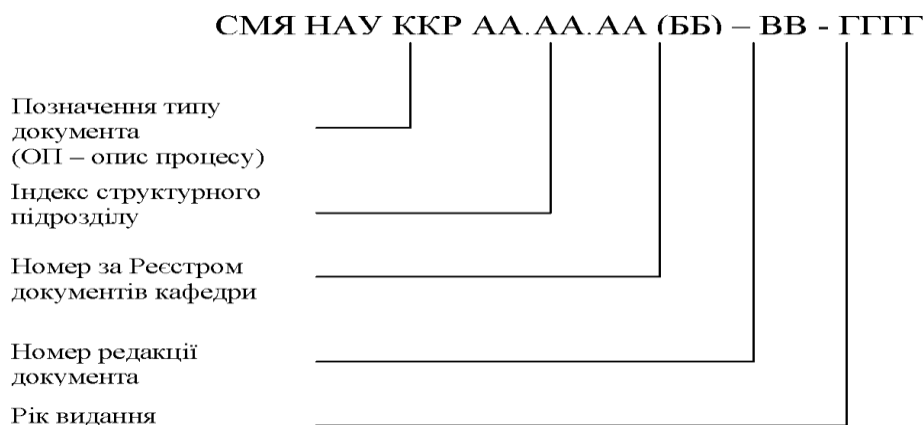 СМЯ НАУ ККР АА.АА.АА (ББ) – ВВ - ГГГГ
Позначення типу
документа
(ОП – опис процесу)
Індекс структурного
підрозділу
Номер за Реєстром
документів кафедри
Номер редакції
документа
Рік видання